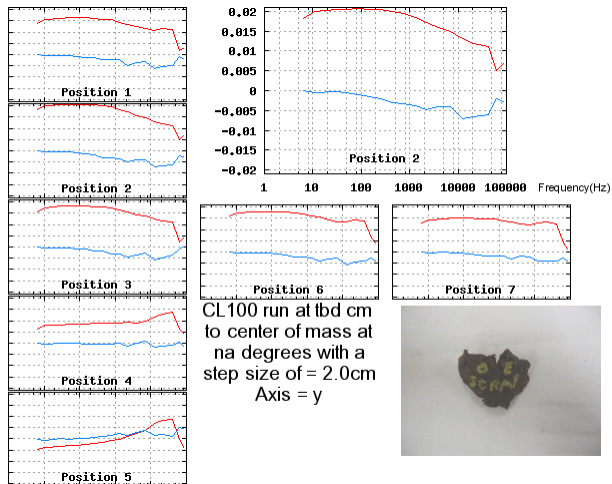 Position 1
Position 2
Position 3
Position 4
Position 5
0.02
0.015
0.01
0.005
0
-0.005
-0.01
-0.015
-0.02
Position 2
1 10 100 1000 10000 100000 Frequency(Hz)
Position 6
Position 7
CL100 run at tbd cm
to center of mass at
na degrees with a
step size of = 2.0cm
Axis = y
O E
SCRAP